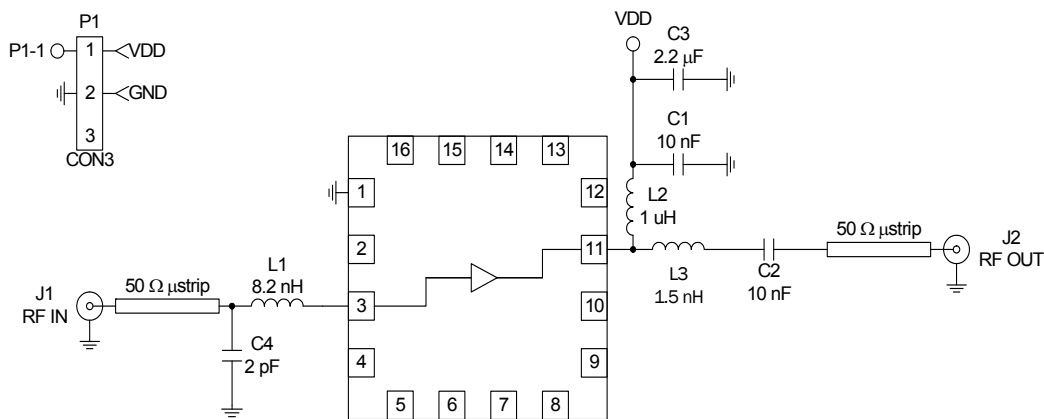 P1
P1-1
1
VDD
2
GND
3
CON3
VDD
C3
2.2 μF
C1
10 nF
L2
1 uH
16
15
14
13
1
12
2
11
3
10
4
9
5
6
7
8
J1
RF IN
50 Ω μstrip
L1
8.2 nH
C4
2 pF
L3
1.5 nH
C2
10 nF
50 Ω μstrip
J2
RF OUT